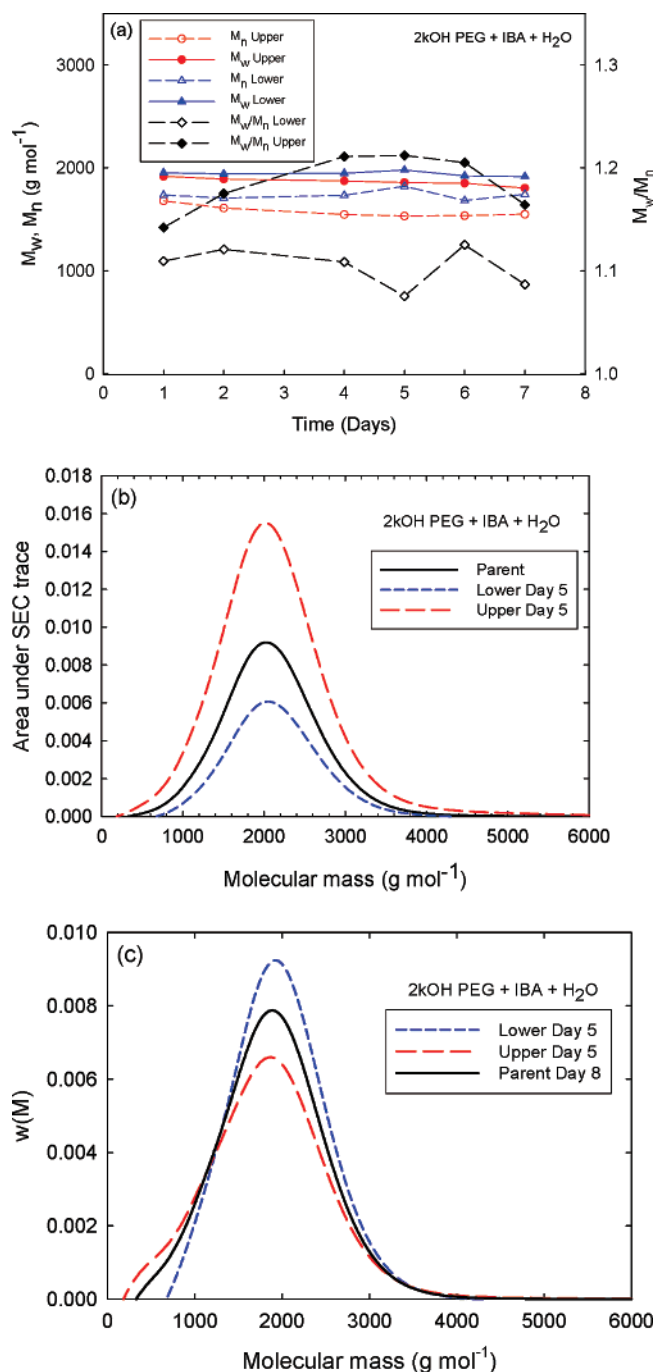 (a)
2kOH PEG + IBA + H2O
Mn Upper
Mw Upper
Mn Lower
Mw Lower
Mw/Mn Lower
Mw/Mn Upper
3000
2000
1000
0
Mw, Mn (g mol-1)
1.3
1.2
1.1
1.0
Mw/Mn
0 1 2 3 4 5 6 7 8
Time (Days)
(b)
2kOH PEG + IBA + H2O
Parent
Lower Day 5
Upper Day 5
0.018
0.016
0.014
0.012
0.010
0.008
0.006
0.004
0.002
0.000
Area under SEC trace
0 1000 2000 3000 4000 5000 6000
Molecular mass (g mol-1)
(c)
2kOH PEG + IBA + H2O
Lower Day 5
Upper Day 5
Parent Day 8
0.010
0.008
0.006
0.004
0.002
0.000
w(M)
0 1000 2000 3000 4000 5000 6000
Molecular mass (g mol-1)